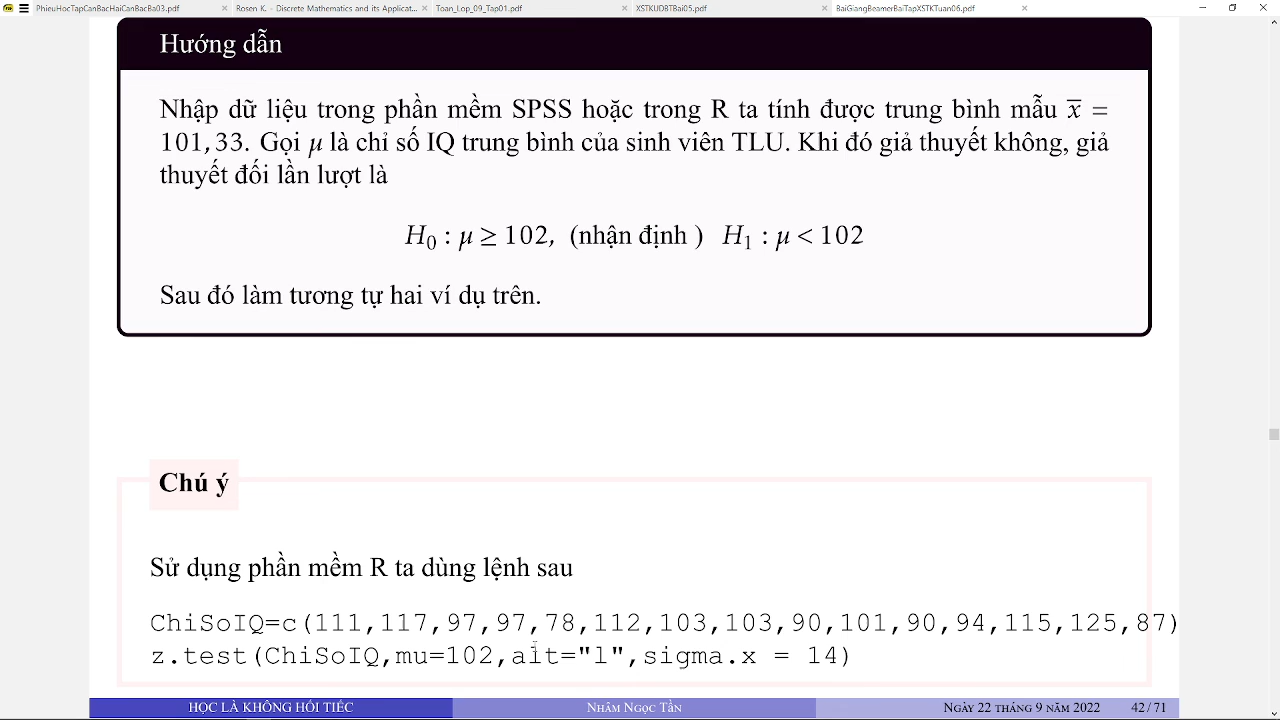 PhieuHocTapCanBacHaiCanBacBa03.pdf
Rosen K. - Discrete Mathematics and its Applicat...
Toan_Lop_09_Tap01.pdf
XSTKUDBTBai05.pdf
BaiGiangBeamerBaiTapXSTKTuan06.pdf
Hướng dẫn
Nhập dữ liệu trong phần mềm SPSS hoặc trong R ta tính được trung bình mẫu x̅ =
101,33. Gọi μ là chỉ số IQ trung bình của sinh viên TLU. Khi đó giả thuyết không, giả
thuyết đối lần lượt là
H₀ : μ ≥ 102, (nhận định ) H₁ : μ < 102
Sau đó làm tương tự hai ví dụ trên.
Chú ý
Sử dụng phần mềm R ta dùng lệnh sau
ChiSoIQ=c(111,117,97,97,78,112,103,103,90,101,90,94,115,125,87)
z.test(ChiSoIQ,mu=102,alt="l",sigma.x = 14)
HỌC LÀ KHÔNG HỐI TIẾC
Nhâm Ngọc Tần
Ngày 22 tháng 9 năm 2022
42/71